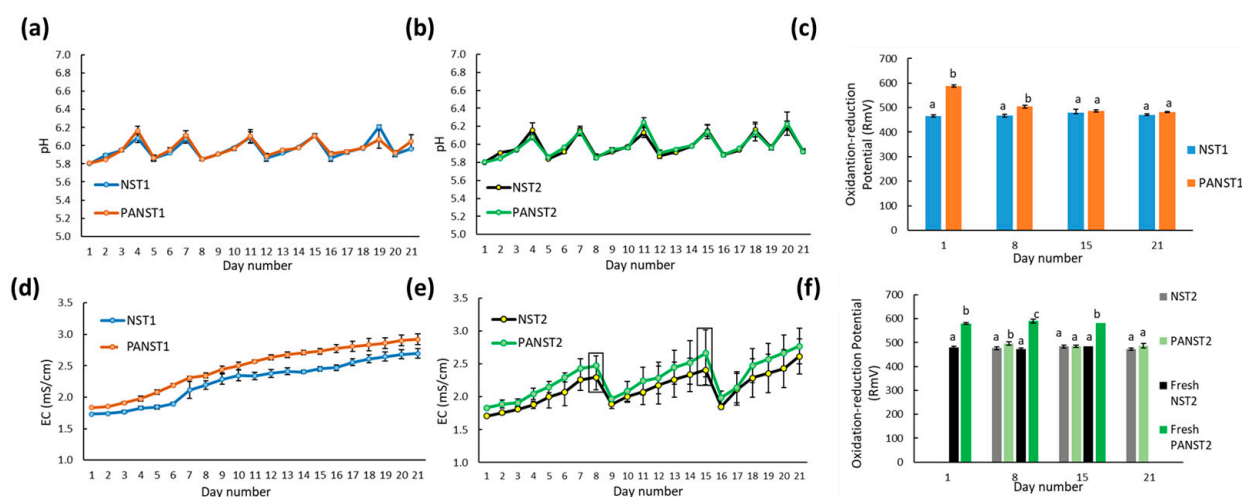 (a)
pH
7.0
6.8
6.6
6.4
6.2
6.0
5.8
5.6
5.4
5.2
5.0
NST1
PANST1
1 2 3 4 5 6 7 8 9 10 11 12 13 14 15 16 17 18 19 20 21
Day number
(b)
pH
7.0
6.8
6.6
6.4
6.2
6.0
5.8
5.6
5.4
5.2
5.0
NST2
PANST2
1 2 3 4 5 6 7 8 9 10 11 12 13 14 15 16 17 18 19 20 21
Day number
(c)
Oxidantion-reduction
Potential (RmV)
700
600
500
400
300
200
100
0
a b a b a a a a
1 8 15 21
Day number
NST1
PANST1
(d)
EC (mS/cm)
3.5
3.0
2.5
2.0
1.5
1.0
NST1
PANST1
1 2 3 4 5 6 7 8 9 10 11 12 13 14 15 16 17 18 19 20 21
Day number
(e)
EC (mS/cm)
3.5
3.0
2.5
2.0
1.5
1.0
NST2
PANST2
1 2 3 4 5 6 7 8 9 10 11 12 13 14 15 16 17 18 19 20 21
Day number
(f)
Oxidation-reduction Potential
(RmV)
700
600
500
400
300
200
100
0
a b a b a c a a a b a a
1 8 15 21
Day number
NST2
PANST2
Fresh
NST2
Fresh
PANST2